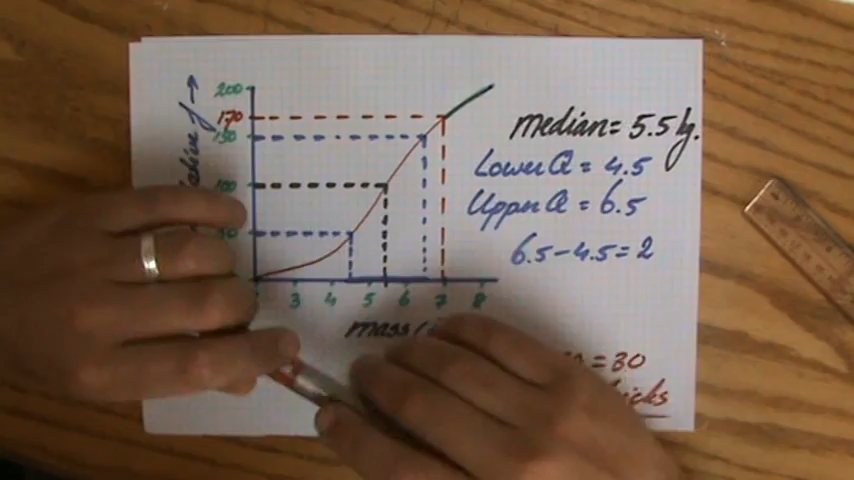 200
170
150
100
50
3 4 5 6 7 8
mass
median = 5.5 kg.
Lower Q = 4.5
Upper Q = 6.5
6.5 - 4.5 = 2
= 30